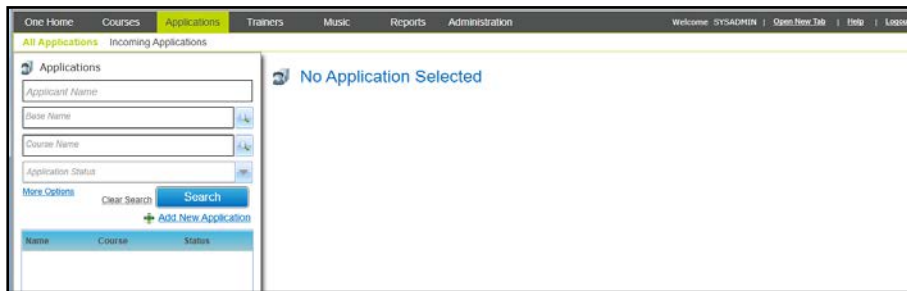 One Home Courses Applications Trainers Music Reports Administration Welcome SYSADMIN | Open New Tab | Help | Logout
All Applications Incoming Applications
Applications
Applicant Name
Base Name
Course Name
Application Status
More Options Clear Search Search
Add New Application
Name Course Status
No Application Selected